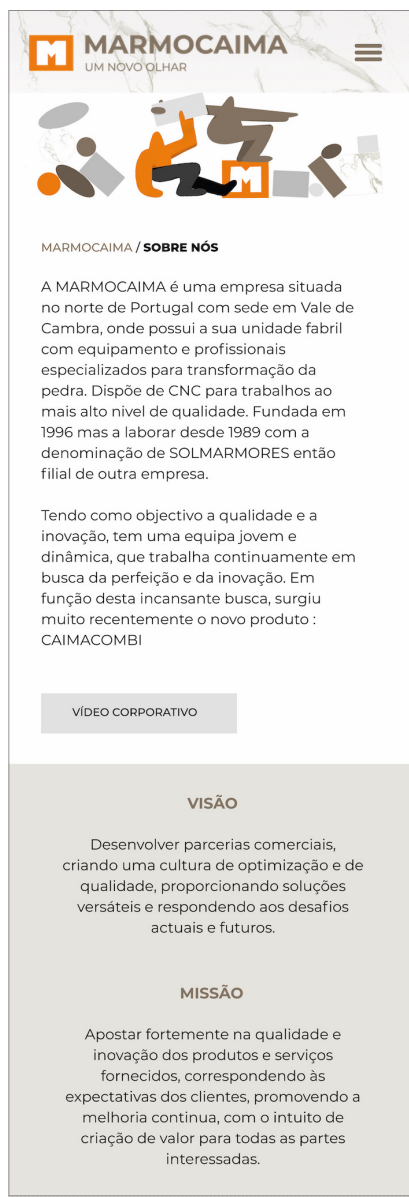 M MARMOCAIMA
UM NOVO OLHAR
M
MARMOCAIMA / SOBRE NÓS
A MARMOCAIMA é uma empresa situada
no norte de Portugal com sede em Vale de
Cambra, onde possui a sua unidade fabril
com equipamento e profissionais
especializados para transformação da
pedra. Dispõe de CNC para trabalhos ao
mais alto nivel de qualidade. Fundada em
1996 mas a laborar desde 1989 com a
denominação de SOLMARMORES então
filial de outra empresa.
Tendo como objectivo a qualidade e a
inovação, tem uma equipa jovem e
dinâmica, que trabalha continuamente em
busca da perfeição e da inovação. Em
função desta incansante busca, surgiu
muito recentemente o novo produto :
CAIMACOMBI
VÍDEO CORPORATIVO
VISÃO
Desenvolver parcerias comerciais,
criando uma cultura de optimização e de
qualidade, proporcionando soluções
versáteis e respondendo aos desafios
actuais e futuros.
MISSÃO
Apostar fortemente na qualidade e
inovação dos produtos e serviços
fornecidos, correspondendo às
expectativas dos clientes, promovendo a
melhoria continua, com o intuito de
criação de valor para todas as partes
interessadas.